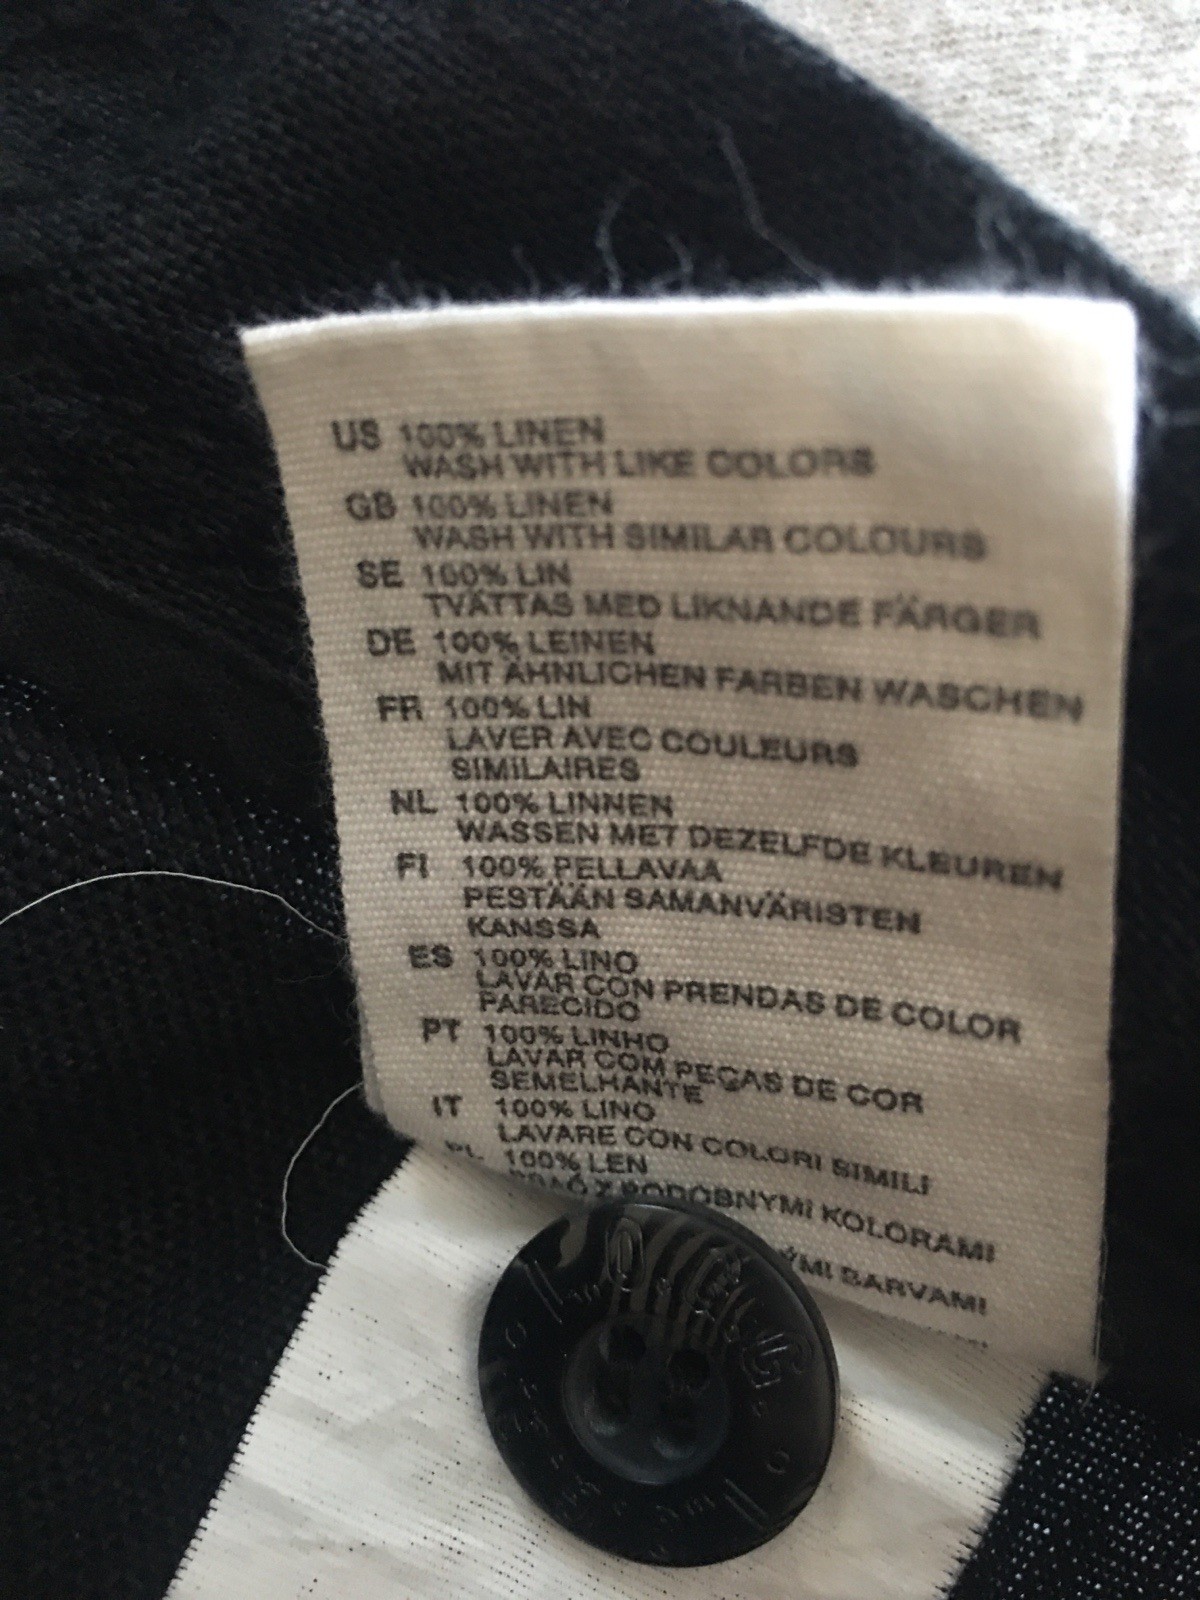 US 100% LINEN
WASH WITH LIKE COLORS
GB 100% LINEN
WASH WITH SIMILAR COLOURS
SE 100% LIN
TVÄTTAS MED LIKNANDE FÄRGER
DE 100% LEINEN
MIT ÄHNLICHEN FARBEN WASCHEN
FR 100% LIN
LAVER AVEC COULEURS
SIMILAIRES
NL 100% LINNEN
WASSEN MET DEZELFDE KLEUREN
FI 100% PELLAVAA
PESTÄÄN SAMANVÄRISTEN
KANSSA
ES 100% LINO
LAVAR CON PRENDAS DE COLOR
PARECIDO
PT 100% LINHO
LAVAR COM PEÇAS DE COR
SEMELHANTE
IT 100% LINO
LAVARE CON COLORI SIMILI
PL 100% LEN
PRAĆ Z PODOBNYMI KOLORAMI
BARVAMI
L.O.G.G.